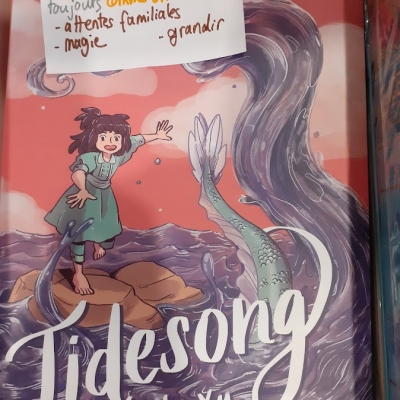 toujours
- attentes familiales
- magie - grandir
Tidesong